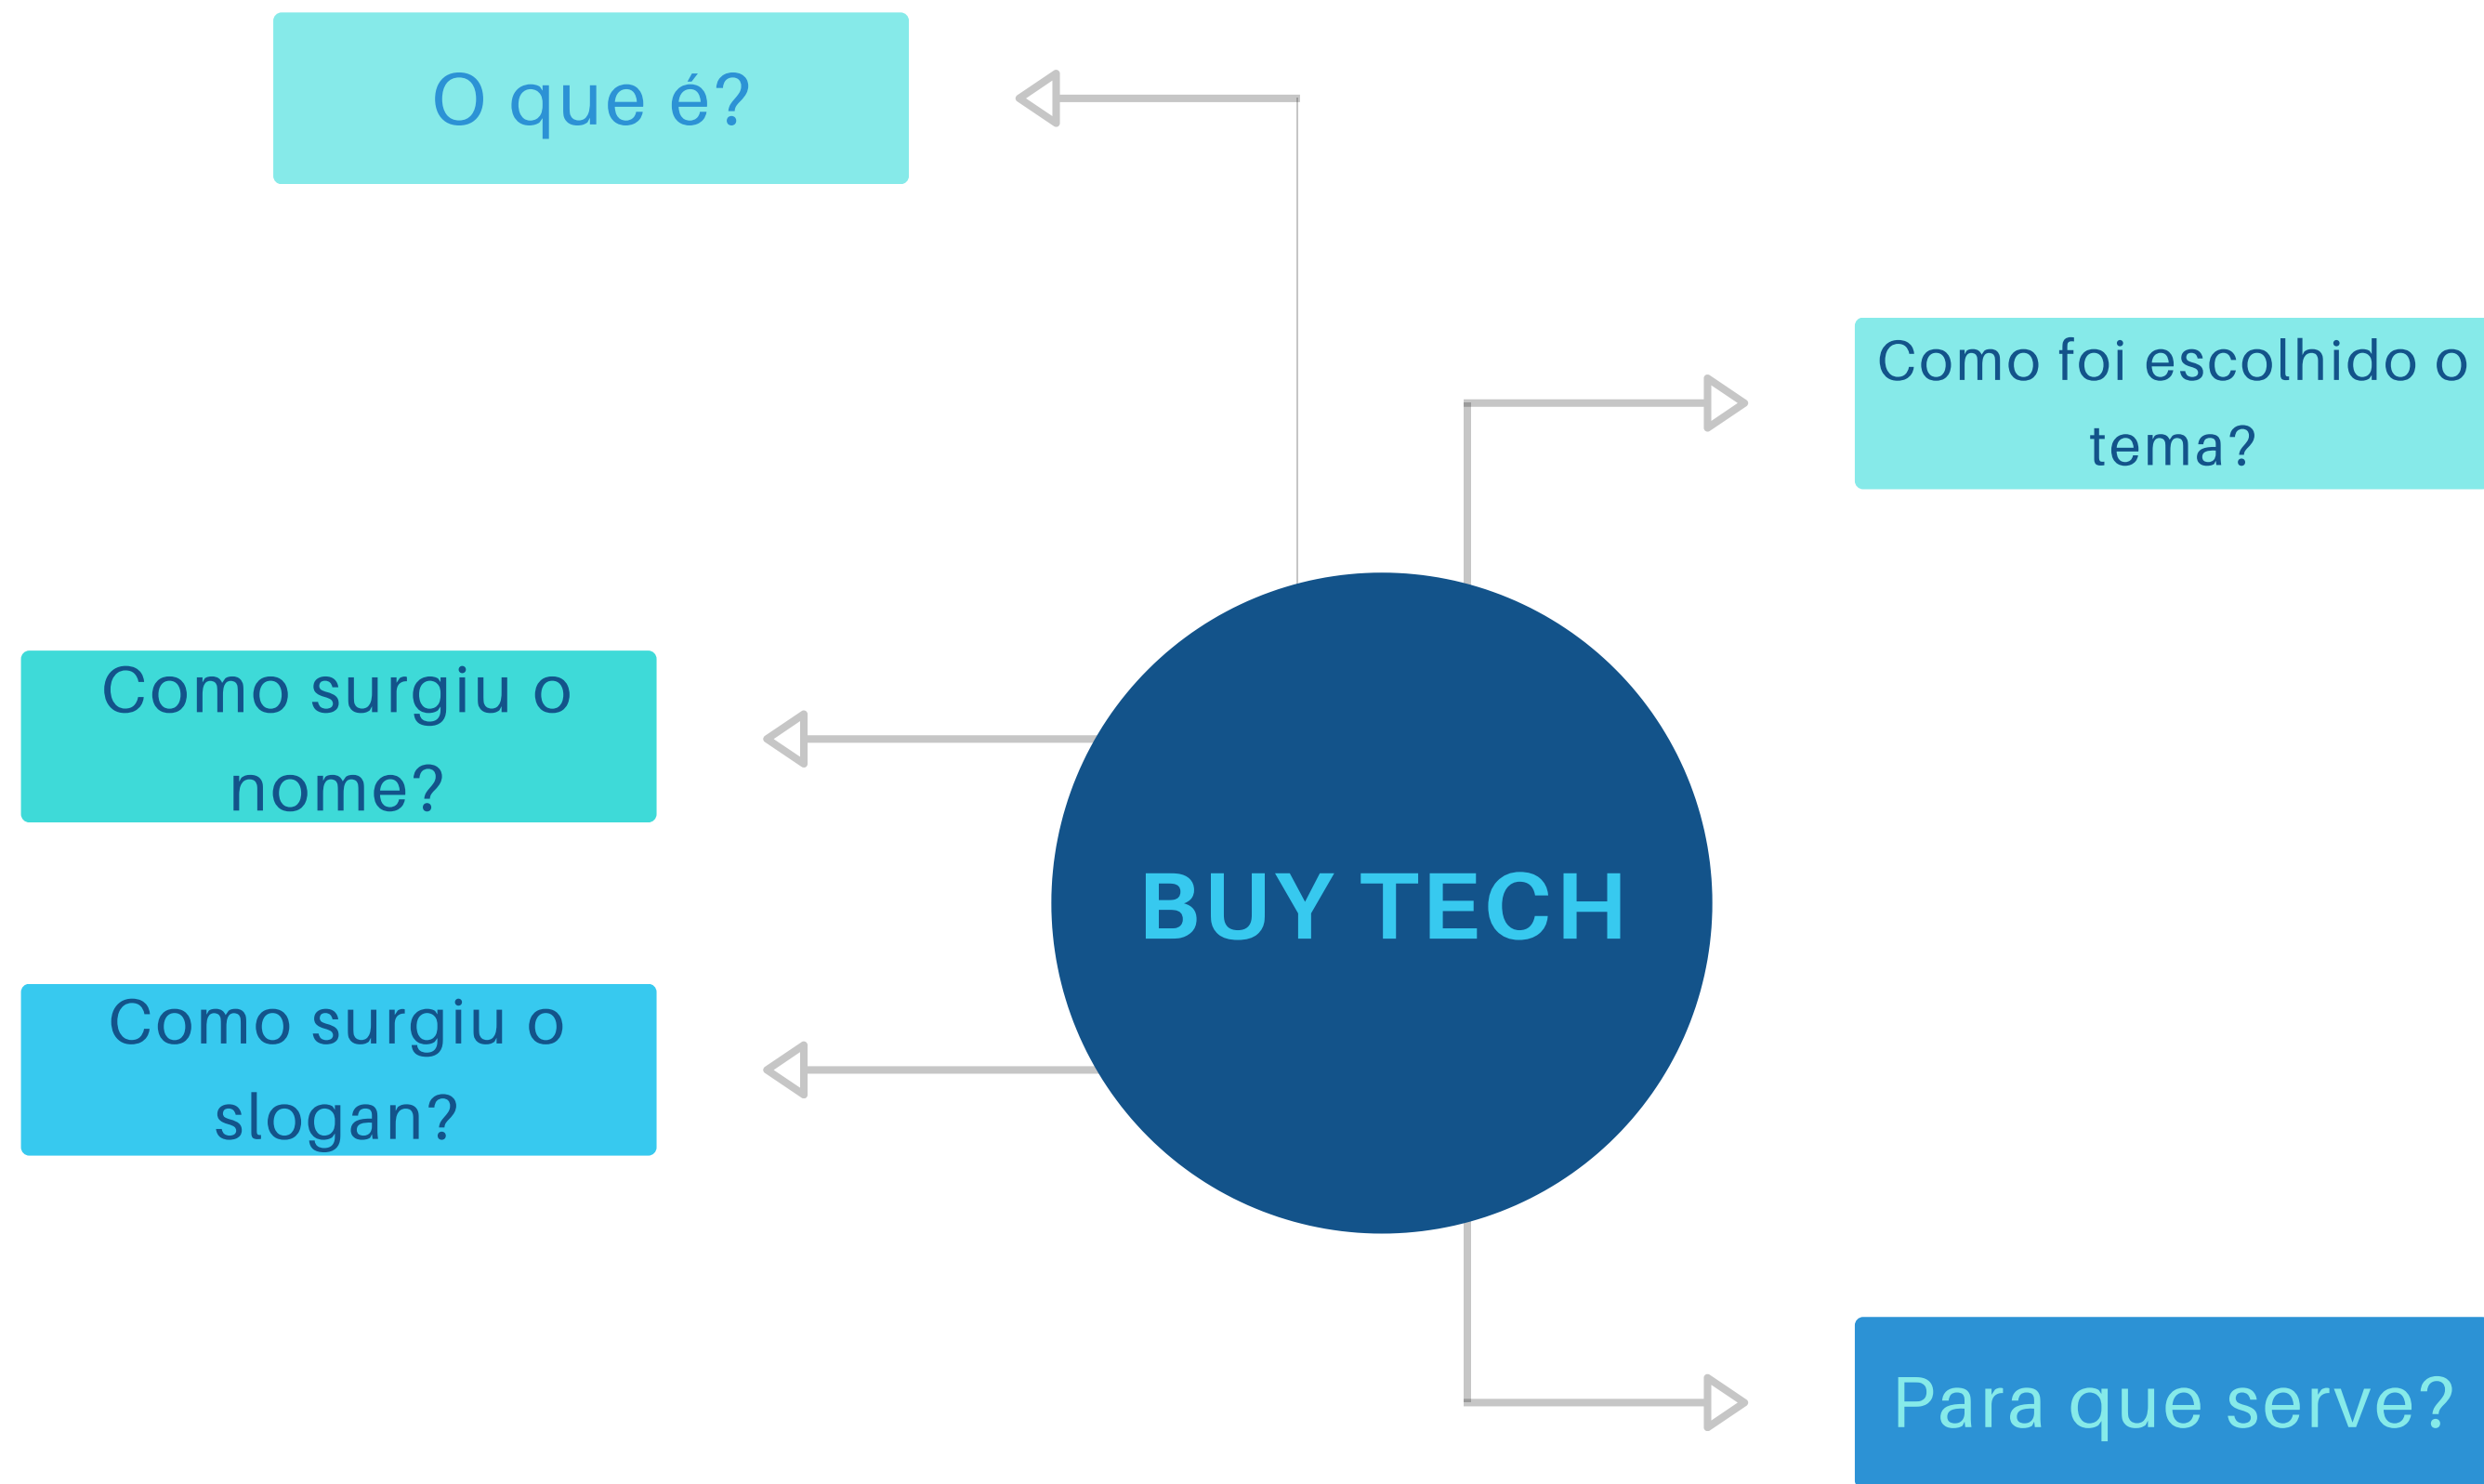 O que é?
Como foi escolhido o
tema?
Como surgiu o
nome?
BUY TECH
Como surgiu o
slogan?
Para que serve?